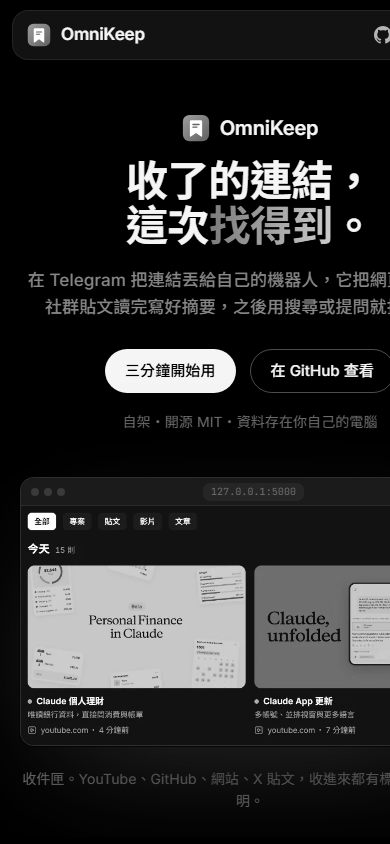 OmniKeep
OmniKeep
收了的連結，
這次找得到。
在 Telegram 把連結丟給自己的機器人，它把網
社群貼文讀完寫好摘要，之後用搜尋或提問就
三分鐘開始用
在 GitHub 查看
自架・開源 MIT・資料存在你自己的電腦
127.0.0.1:5000
全部 專案 貼文 影片 文章
今天 15 則
Beta
Personal Finance
in Claude
Claude,
unfolded
Claude 個人理財
唯讀銀行資料，直接問消費與帳單
youtube.com・4 分鐘前
Claude App 更新
多帳號、並排視窗與更多語言
youtube.com・7 分鐘前
收件匣。YouTube、GitHub、網站、X 貼文，收進來都有
明。